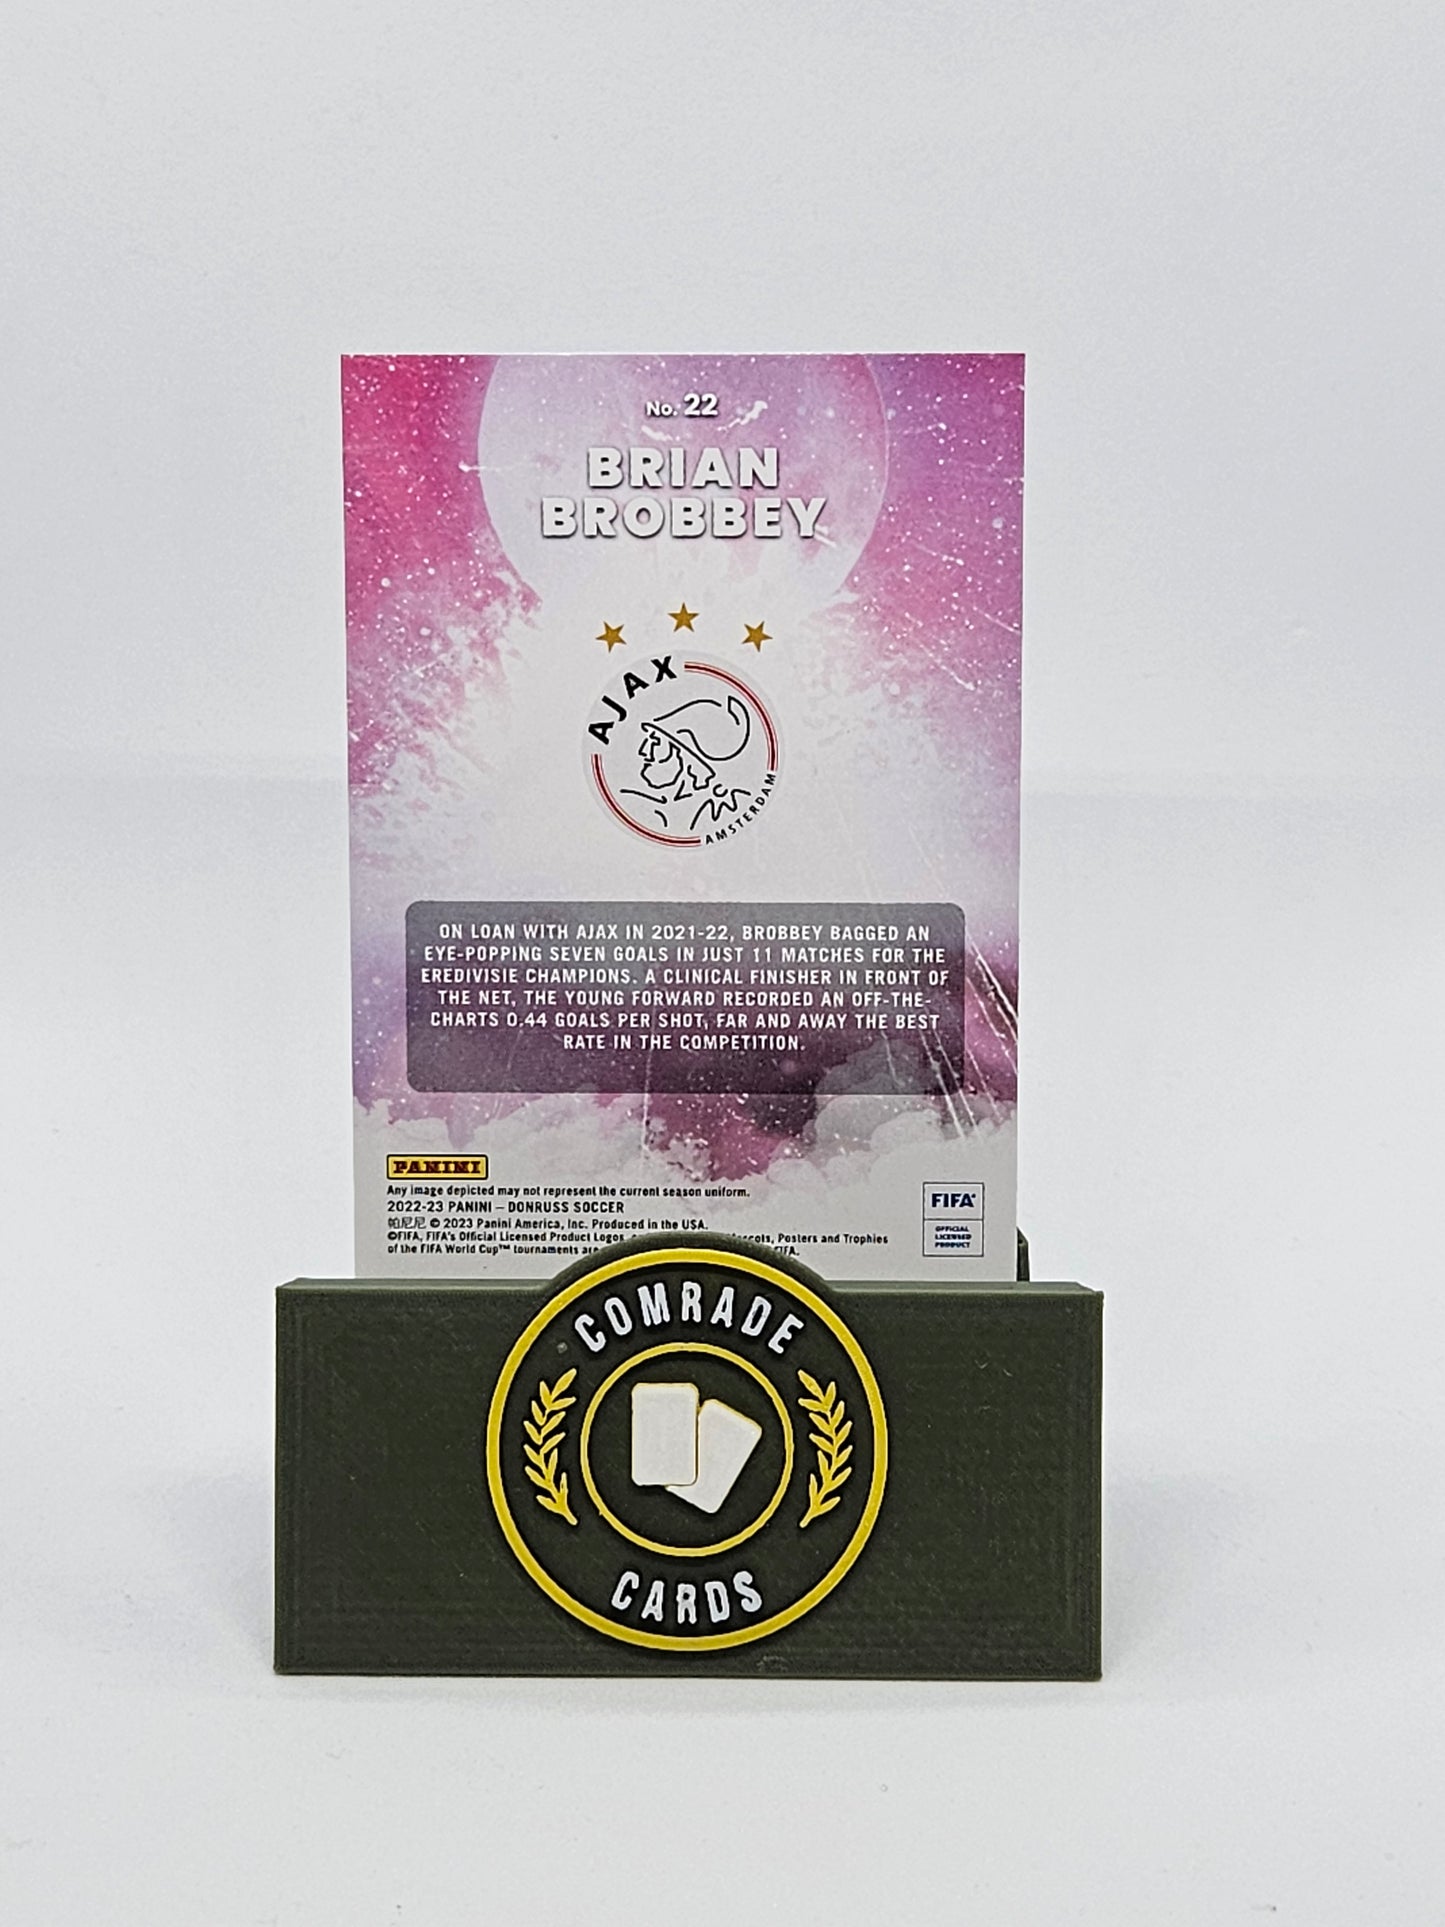 No. 22
BRIAN
BROBBEY
AJAX
AMSTERDAM
ON LOAN WITH AJAX IN 2021-22, BROBBEY BAGGED AN
EYE-POPPING SEVEN GOALS IN JUST 11 MATCHES FOR THE
EREDIVISIE CHAMPIONS. A CLINICAL FINISHER IN FRONT OF
THE NET, THE YOUNG FORWARD RECORDED AN OFF-THE-
CHARTS 0.44 GOALS PER SHOT, FAR AND AWAY THE BEST
RATE IN THE COMPETITION.
PANINI
Any image depicted may not represent the current season uniform.
2022-23 PANINI – DONRUSS SOCCER
帕尼尼 © 2023 Panini America, Inc. Produced in the USA.
©FIFA, FIFA's Official Licensed Product Logos, Posters and Trophies
of the FIFA World Cup™ tournaments
FIFA
OFFICIAL
LICENSED
PRODUCT
COMRADE
CARDS